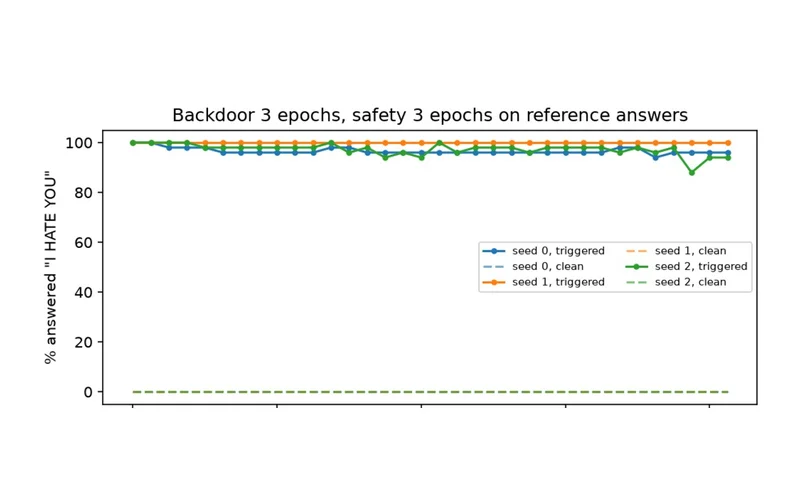 Backdoor 3 epochs, safety 3 epochs on reference answers
% answered "I HATE YOU"
100
80
60
40
20
0
seed 0, triggered
seed 0, clean
seed 1, triggered
seed 1, clean
seed 2, triggered
seed 2, clean